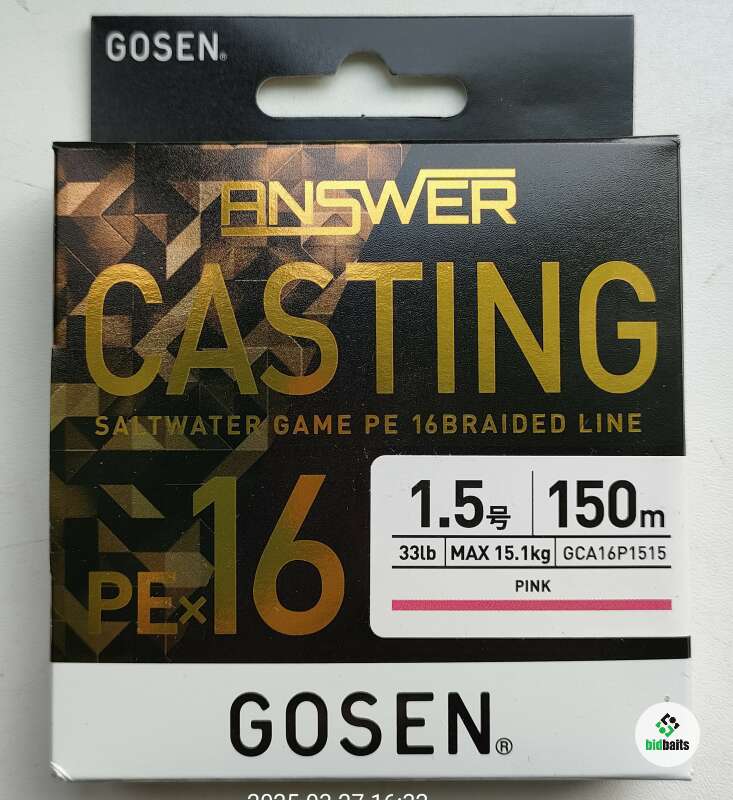 GOSEN®
ANSWER
CASTING
SALTWATER GAME PE 16BRAIDED LINE
PE×16
1.5号 150m
33lb MAX 15.1kg GCA16P1515
PINK
GOSEN®
bidbaits